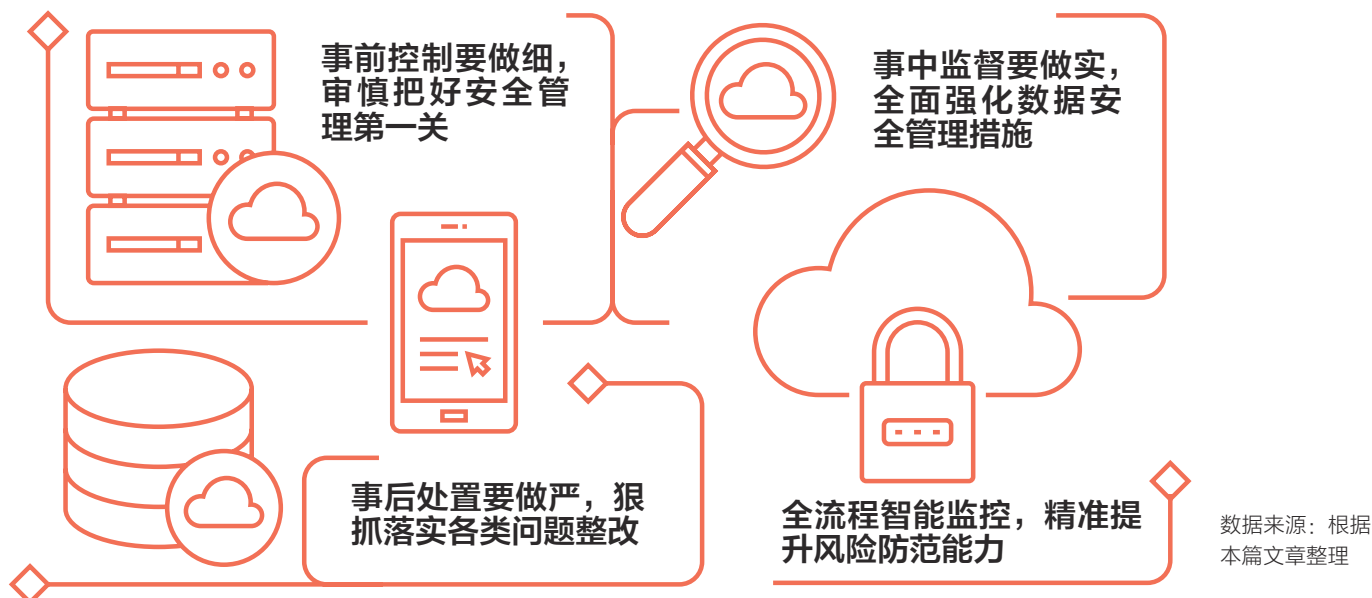 事前控制要做细，
审慎把好安全管
理第一关
事中监督要做实，
全面强化数据安
全管理措施
事后处置要做严，狠
抓落实各类问题整改
全流程智能监控，精准提
升风险防范能力
数据来源：根据
本篇文章整理